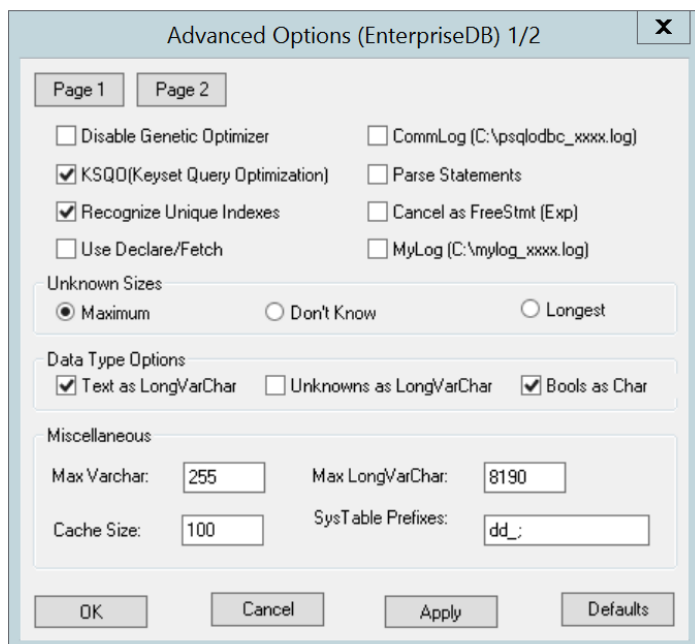 Advanced Options (EnterpriseDB) 1/2
X
Page 1 Page 2
Disable Genetic Optimizer CommLog (C:\psqlodbc_xxxx.log)
KSQO(Keyset Query Optimization) Parse Statements
Recognize Unique Indexes Cancel as FreeStmt (Exp)
Use Declare/Fetch MyLog (C:\mylog_xxxx.log)
Unknown Sizes
Maximum Don't Know Longest
Data Type Options
Text as LongVarChar Unknowns as LongVarChar Bools as Char
Miscellaneous
Max Varchar: 255 Max LongVarChar: 8190
Cache Size: 100 SysTable Prefixes: dd_;
OK Cancel Apply Defaults